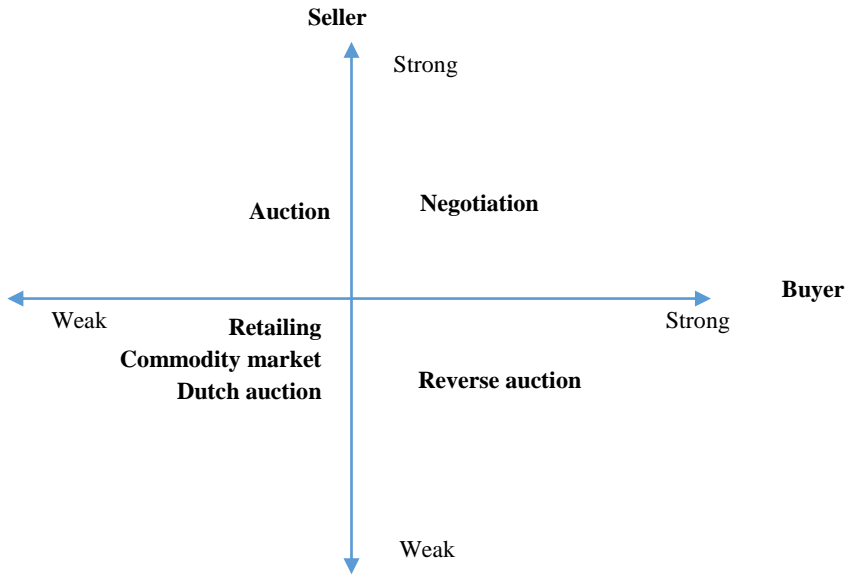 Seller
Strong
Negotiation
Auction
Buyer
Weak
Strong
Retailing
Commodity market
Dutch auction
Reverse auction
Weak